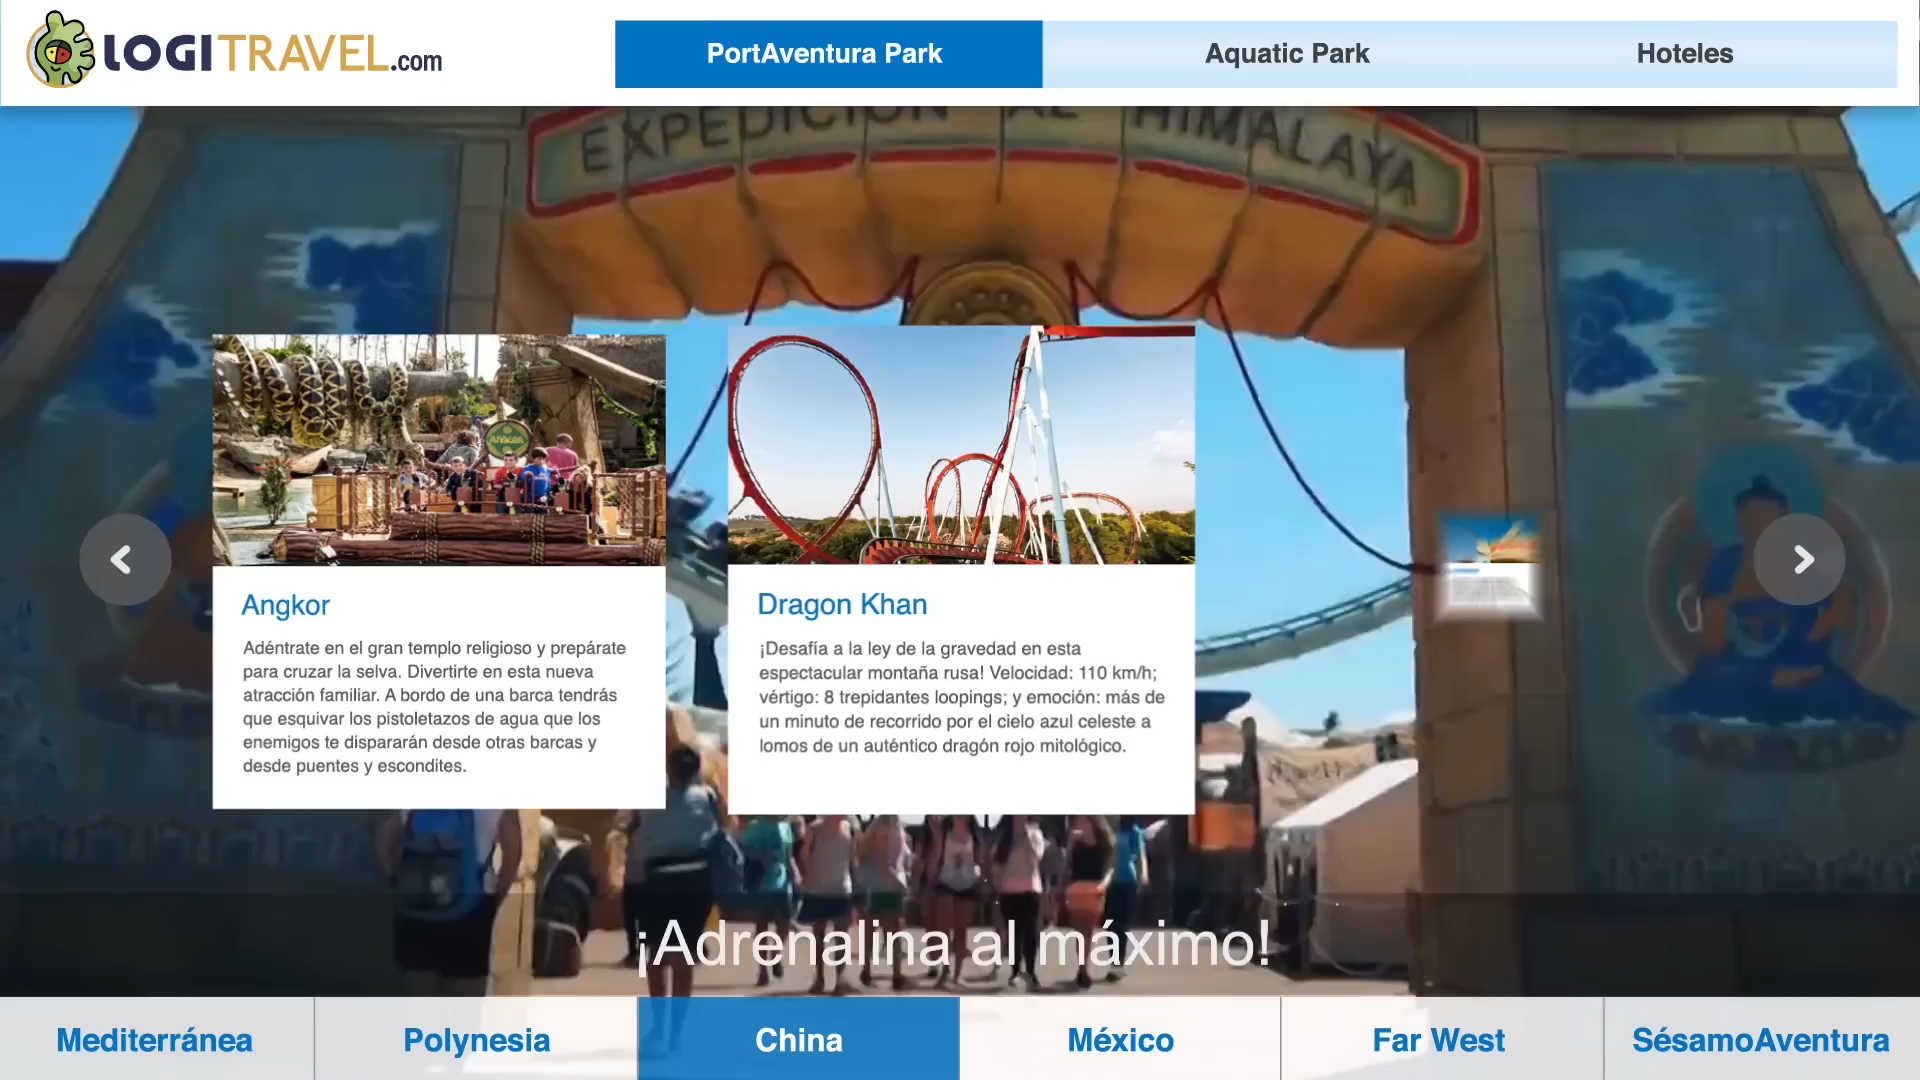 LOGITRAVEL.com
PortAventura Park
Aquatic Park
Hoteles
EXPEDICIÓN AL HIMALAYA
ANGKOR
Angkor
Adéntrate en el gran templo religioso y prepárate
para cruzar la selva. Divertirte en esta nueva
atracción familiar. A bordo de una barca tendrás
que esquivar los pistoletazos de agua que los
enemigos te dispararán desde otras barcas y
desde puentes y escondites.
Dragon Khan
¡Desafía a la ley de la gravedad en esta
espectacular montaña rusa! Velocidad: 110 km/h;
vértigo: 8 trepidantes loopings; y emoción: más de
un minuto de recorrido por el cielo azul celeste a
lomos de un auténtico dragón rojo mitológico.
¡Adrenalina al máximo!
Mediterránea
Polynesia
China
México
Far West
SésamoAventura